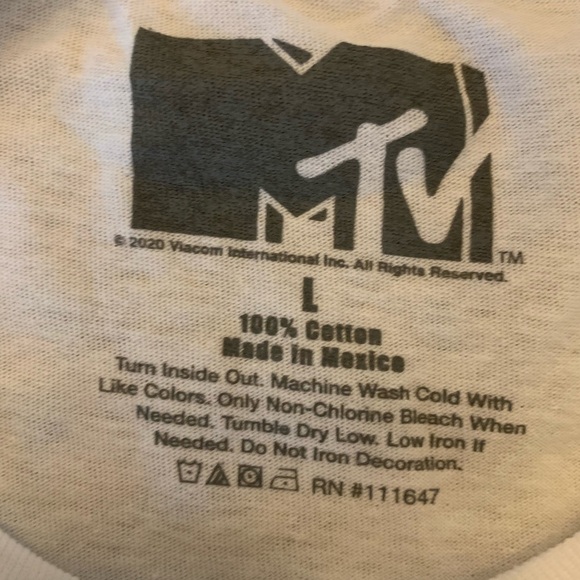 MTV TM
© 2020 Viacom International Inc. All Rights Reserved.
L
100% Cotton
Made in Mexico
Turn Inside Out. Machine Wash Cold With
Like Colors. Only Non-Chlorine Bleach When
Needed. Tumble Dry Low. Low Iron If
Needed. Do Not Iron Decoration.
RN #111647